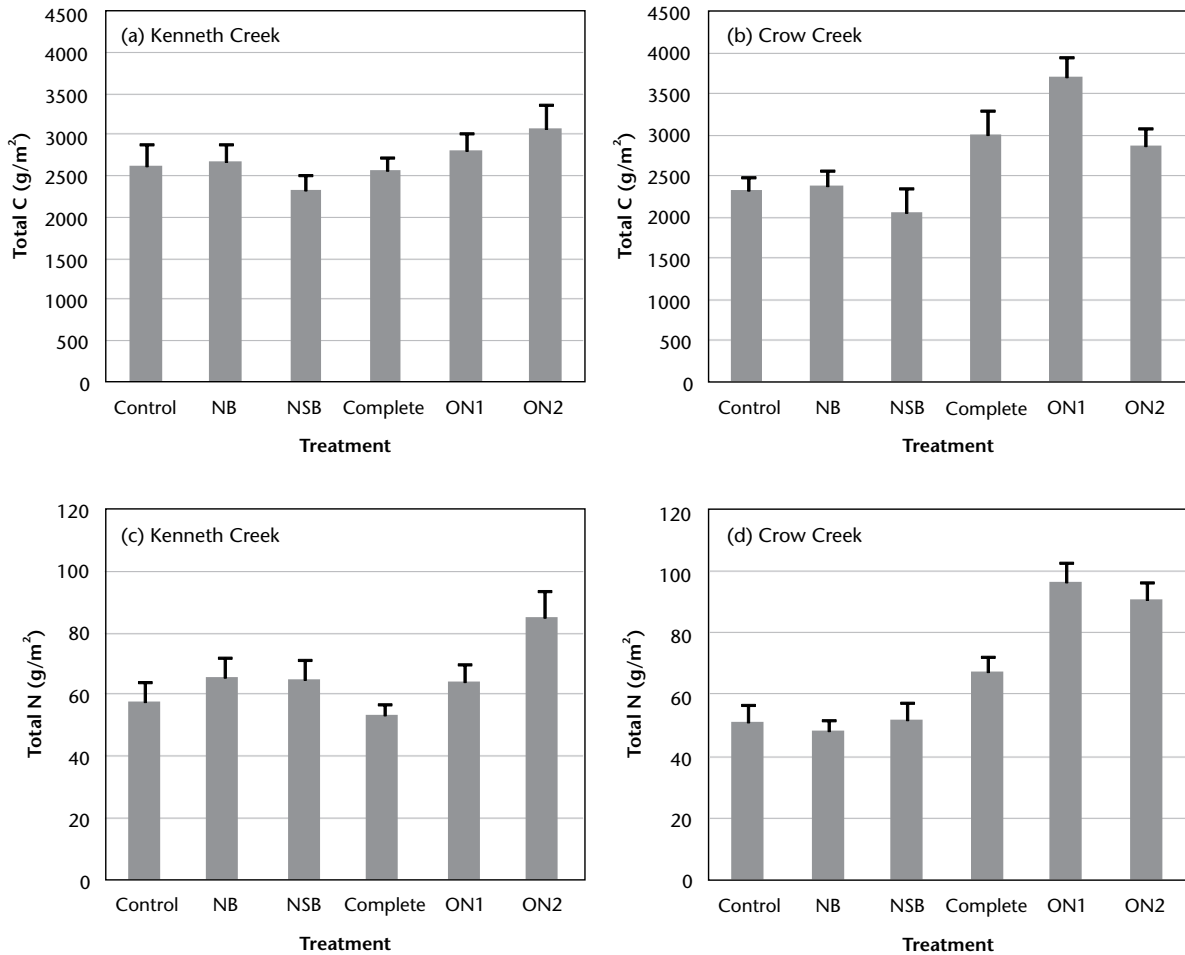 (a) Kenneth Creek
Total C (g/m²)
4500
4000
3500
3000
2500
2000
1500
1000
500
0
Control NB NSB Complete ON1 ON2
Treatment
(b) Crow Creek
Total C (g/m²)
4500
4000
3500
3000
2500
2000
1500
1000
500
0
Control NB NSB Complete ON1 ON2
Treatment
(c) Kenneth Creek
Total N (g/m²)
120
100
80
60
40
20
0
Control NB NSB Complete ON1 ON2
Treatment
(d) Crow Creek
Total N (g/m²)
120
100
80
60
40
20
0
Control NB NSB Complete ON1 ON2
Treatment